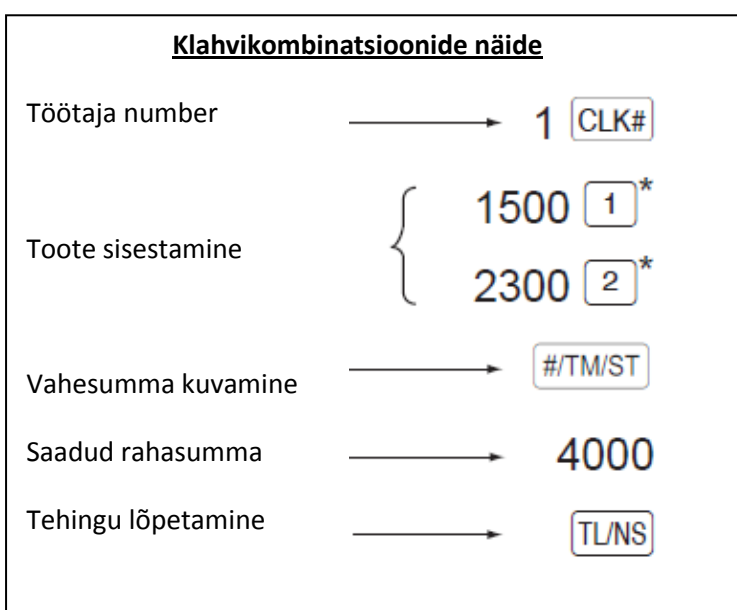 Klahvikombinatsioonide näide
Töötaja number 1 CLK#
1500 1*
Toote sisestamine
2300 2*
Vahesumma kuvamine #/TM/ST
Saadud rahasumma 4000
Tehingu lõpetamine TL/NS